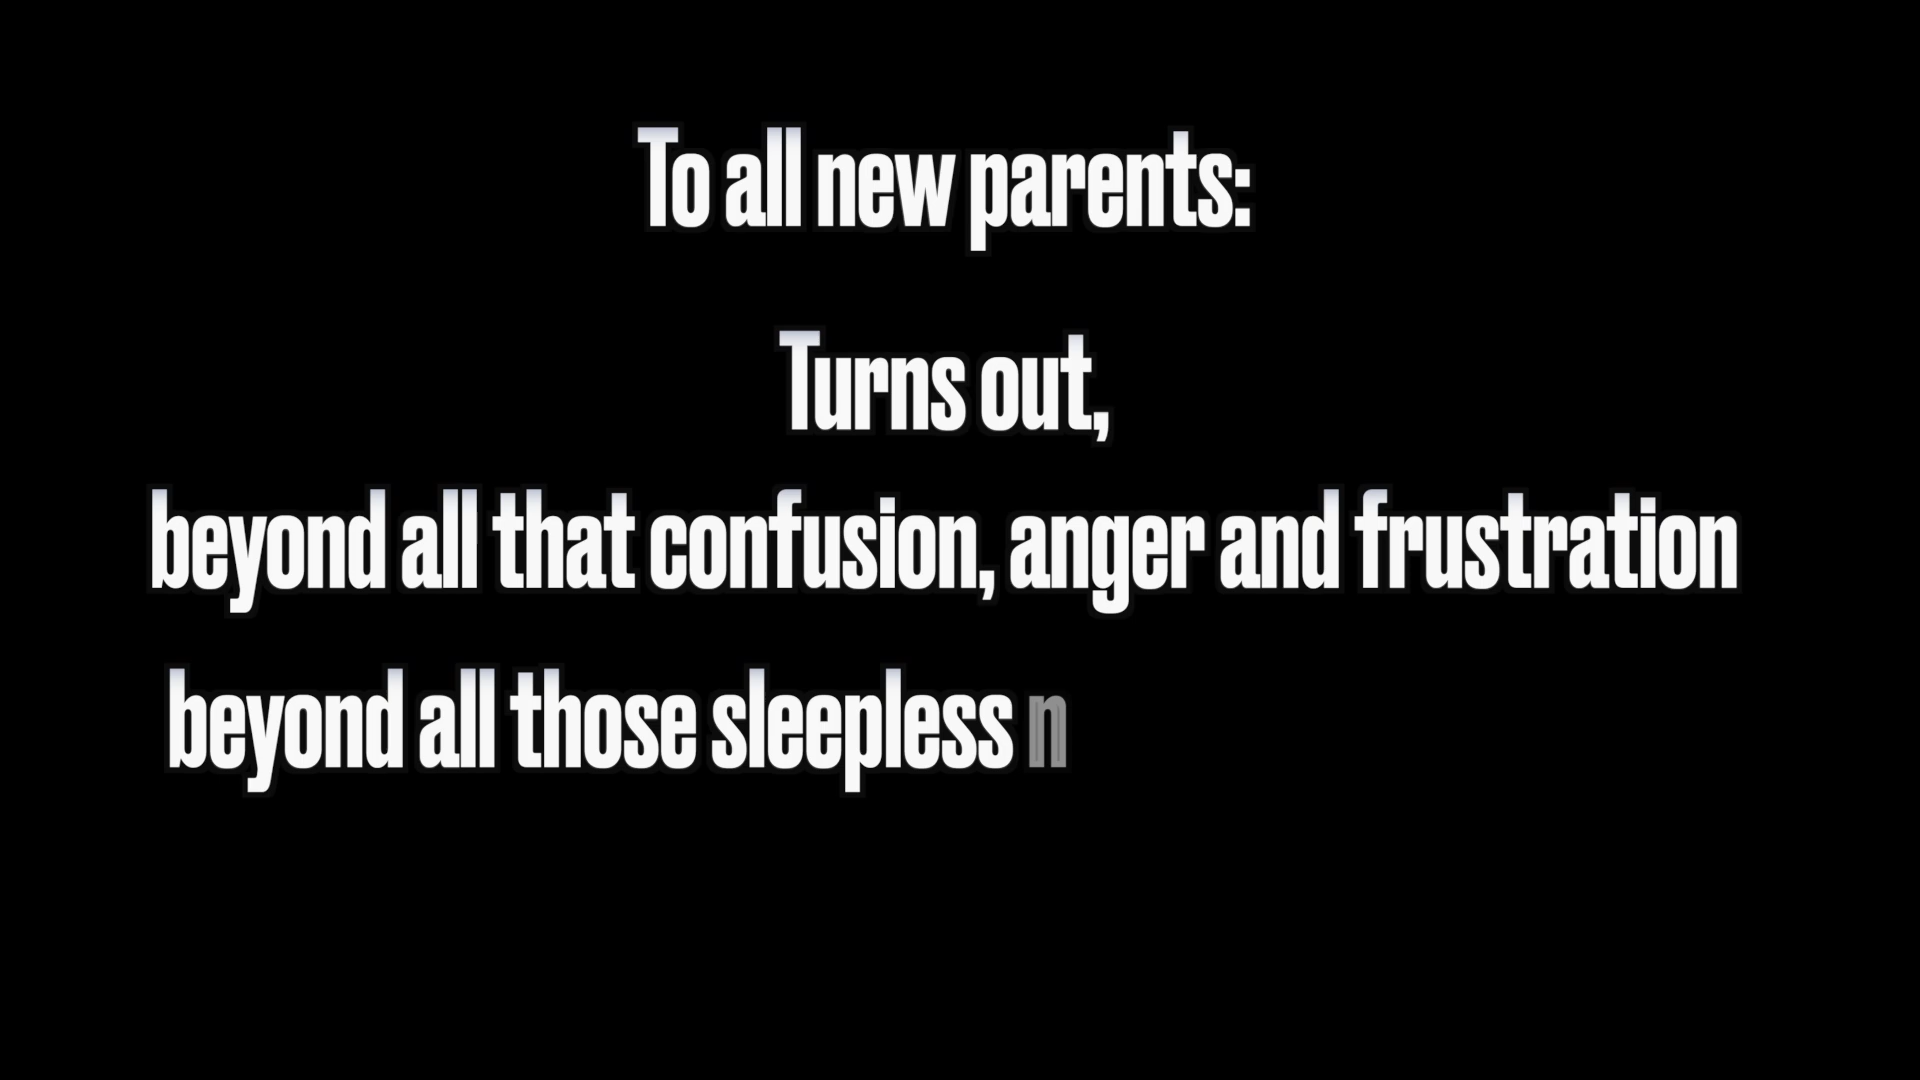 To all new parents:
Turns out,
beyond all that confusion, anger and frustration
beyond all those sleepless n